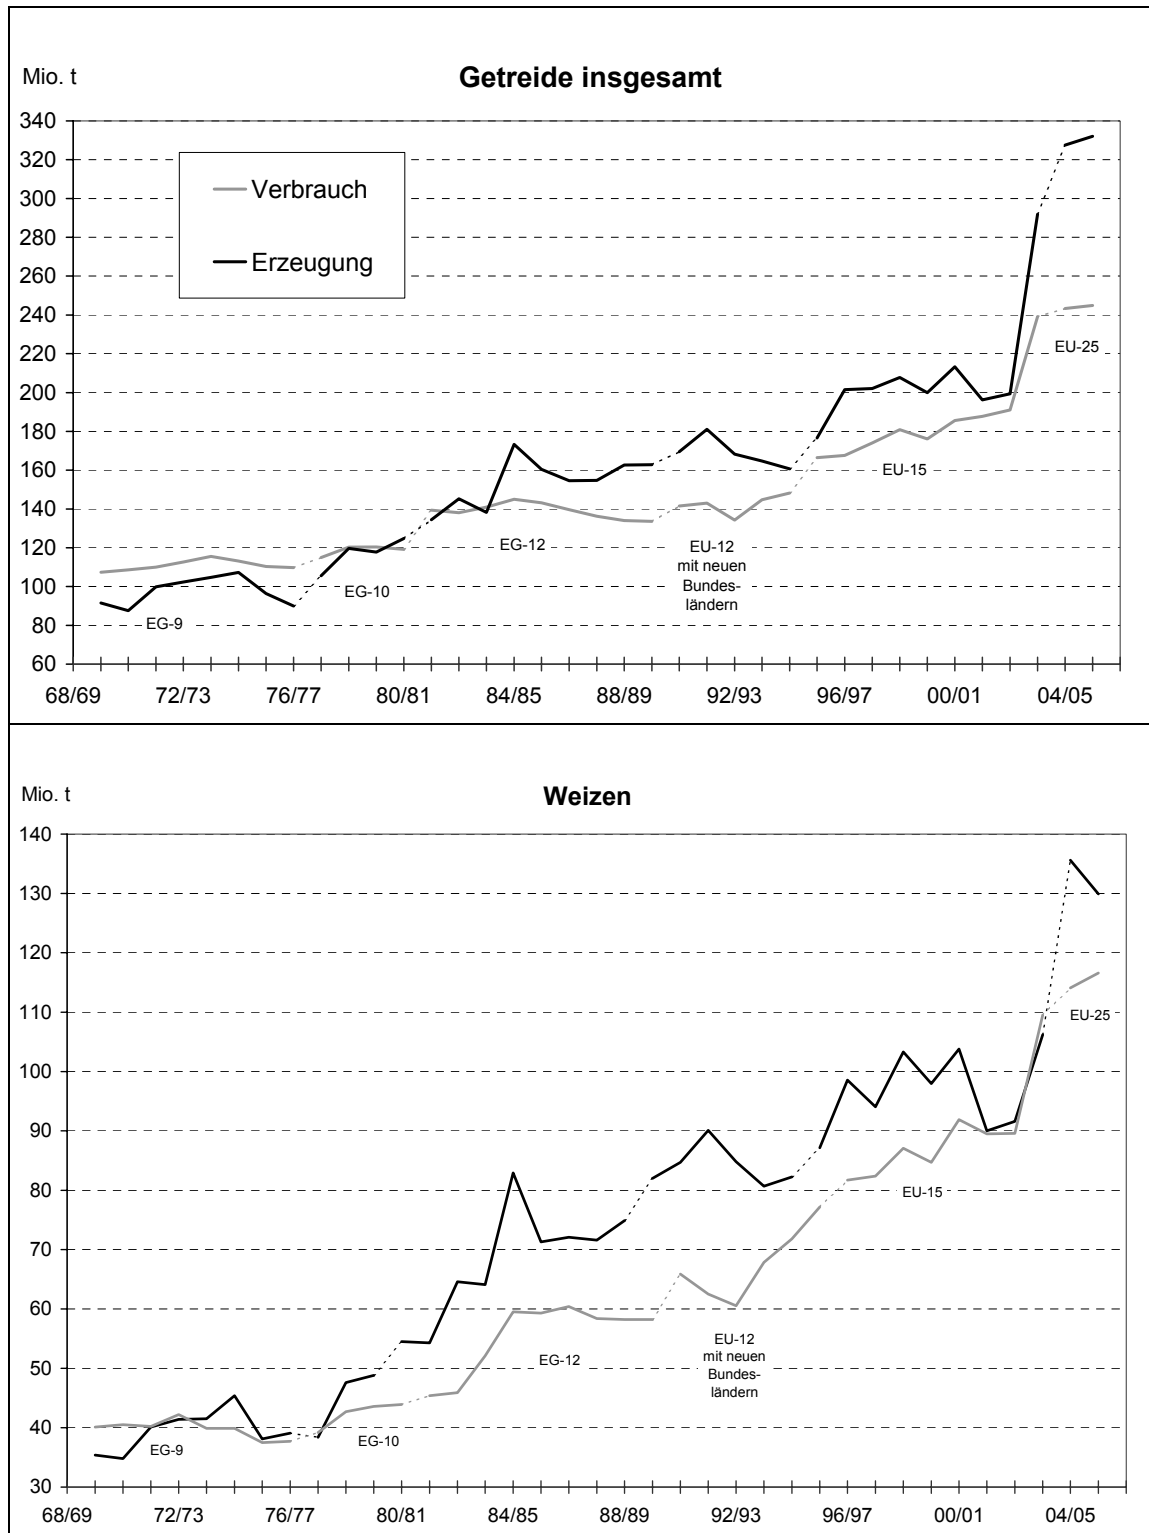 Mio. t
Getreide insgesamt
340
320
300
280
260
240
220
200
180
160
140
120
100
80
60
Verbrauch
Erzeugung
EG-9
EG-10
EG-12
EU-12
mit neuen
Bundes-
ländern
EU-15
EU-25
68/69 72/73 76/77 80/81 84/85 88/89 92/93 96/97 00/01 04/05
Mio. t
Weizen
140
130
120
110
100
90
80
70
60
50
40
30
EG-9
EG-10
EG-12
EU-12
mit neuen
Bundes-
ländern
EU-15
EU-25
68/69 72/73 76/77 80/81 84/85 88/89 92/93 96/97 00/01 04/05